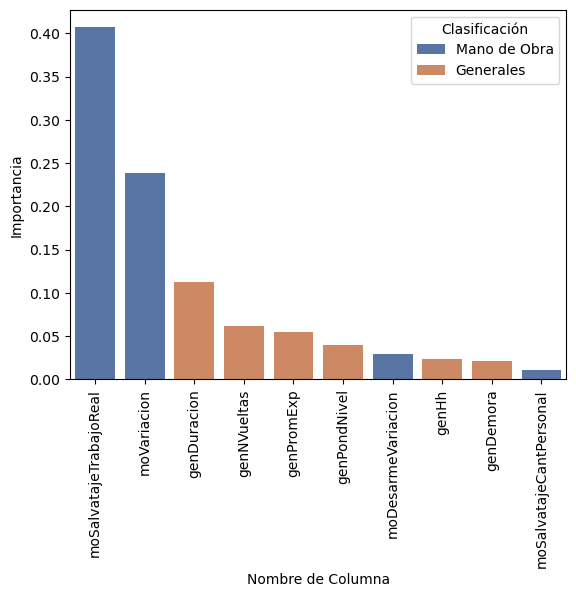 Clasificación
Mano de Obra
Generales
Importancia
0.40
0.35
0.30
0.25
0.20
0.15
0.10
0.05
0.00
moSalvatajeTrabajoReal
moVariacion
genDuracion
genNVueltas
genPromExp
genPondNivel
moDesarmeVariacion
genHh
genDemora
moSalvatajeCantPersonal
Nombre de Columna